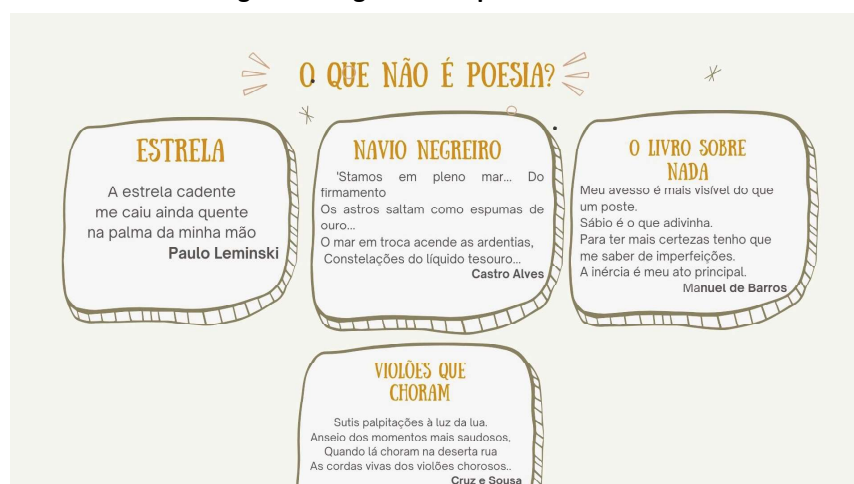 O QUE NÃO É POESIA?
ESTRELA
A estrela cadente
me caiu ainda quente
na palma da minha mão
Paulo Leminski
NAVIO NEGREIRO
'Stamos em pleno mar... Do
firmamento
Os astros saltam como espumas de
ouro...
O mar em troca acende as ardentias,
Constelações do líquido tesouro...
Castro Alves
O LIVRO SOBRE
NADA
Meu avesso é mais visível do que
um poste.
Sábio é o que adivinha.
Para ter mais certezas tenho que
me saber de imperfeições.
A inércia é meu ato principal.
Manuel de Barros
VIOLÕES QUE
CHORAM
Sutis palpitações à luz da lua.
Anseio dos momentos mais saudosos,
Quando lá choram na deserta rua
As cordas vivas dos violões chorosos..
Cruz e Sousa